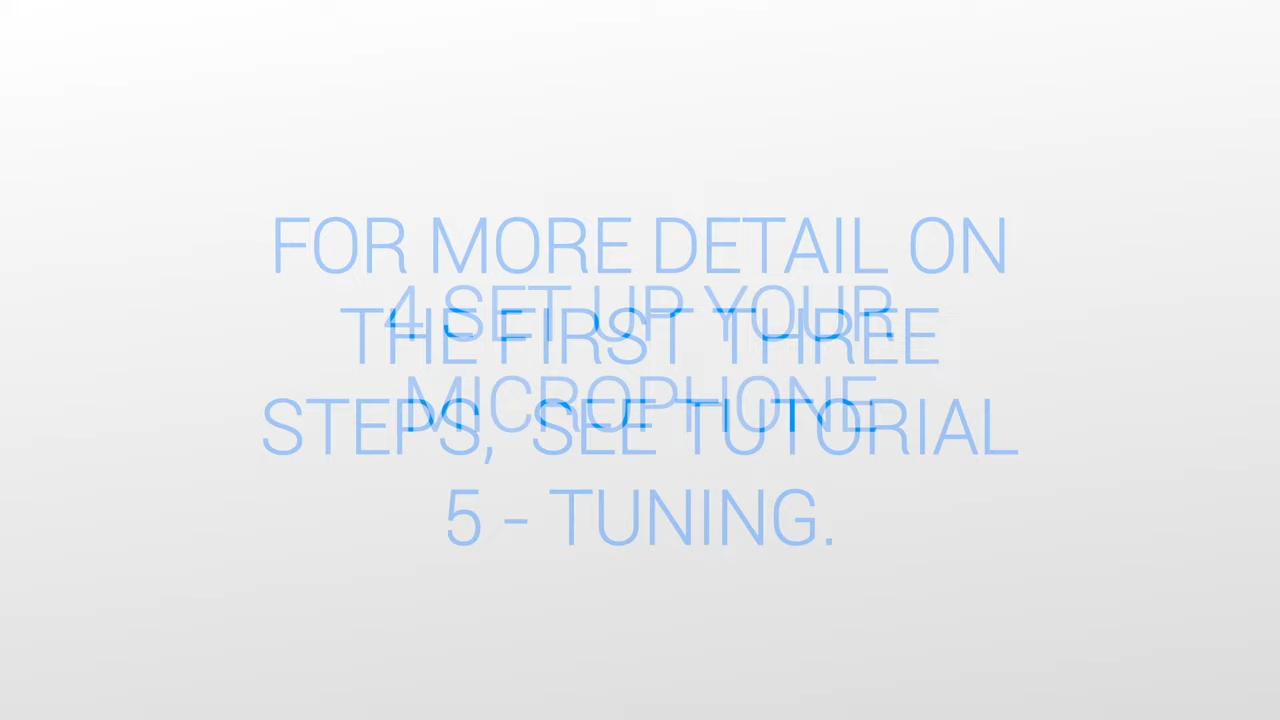 FOR MORE DETAIL ON
4 SET UP YOUR
THE FIRST THREE
MICROPHONE
STEPS, SEE TUTORIAL
5 - TUNING.